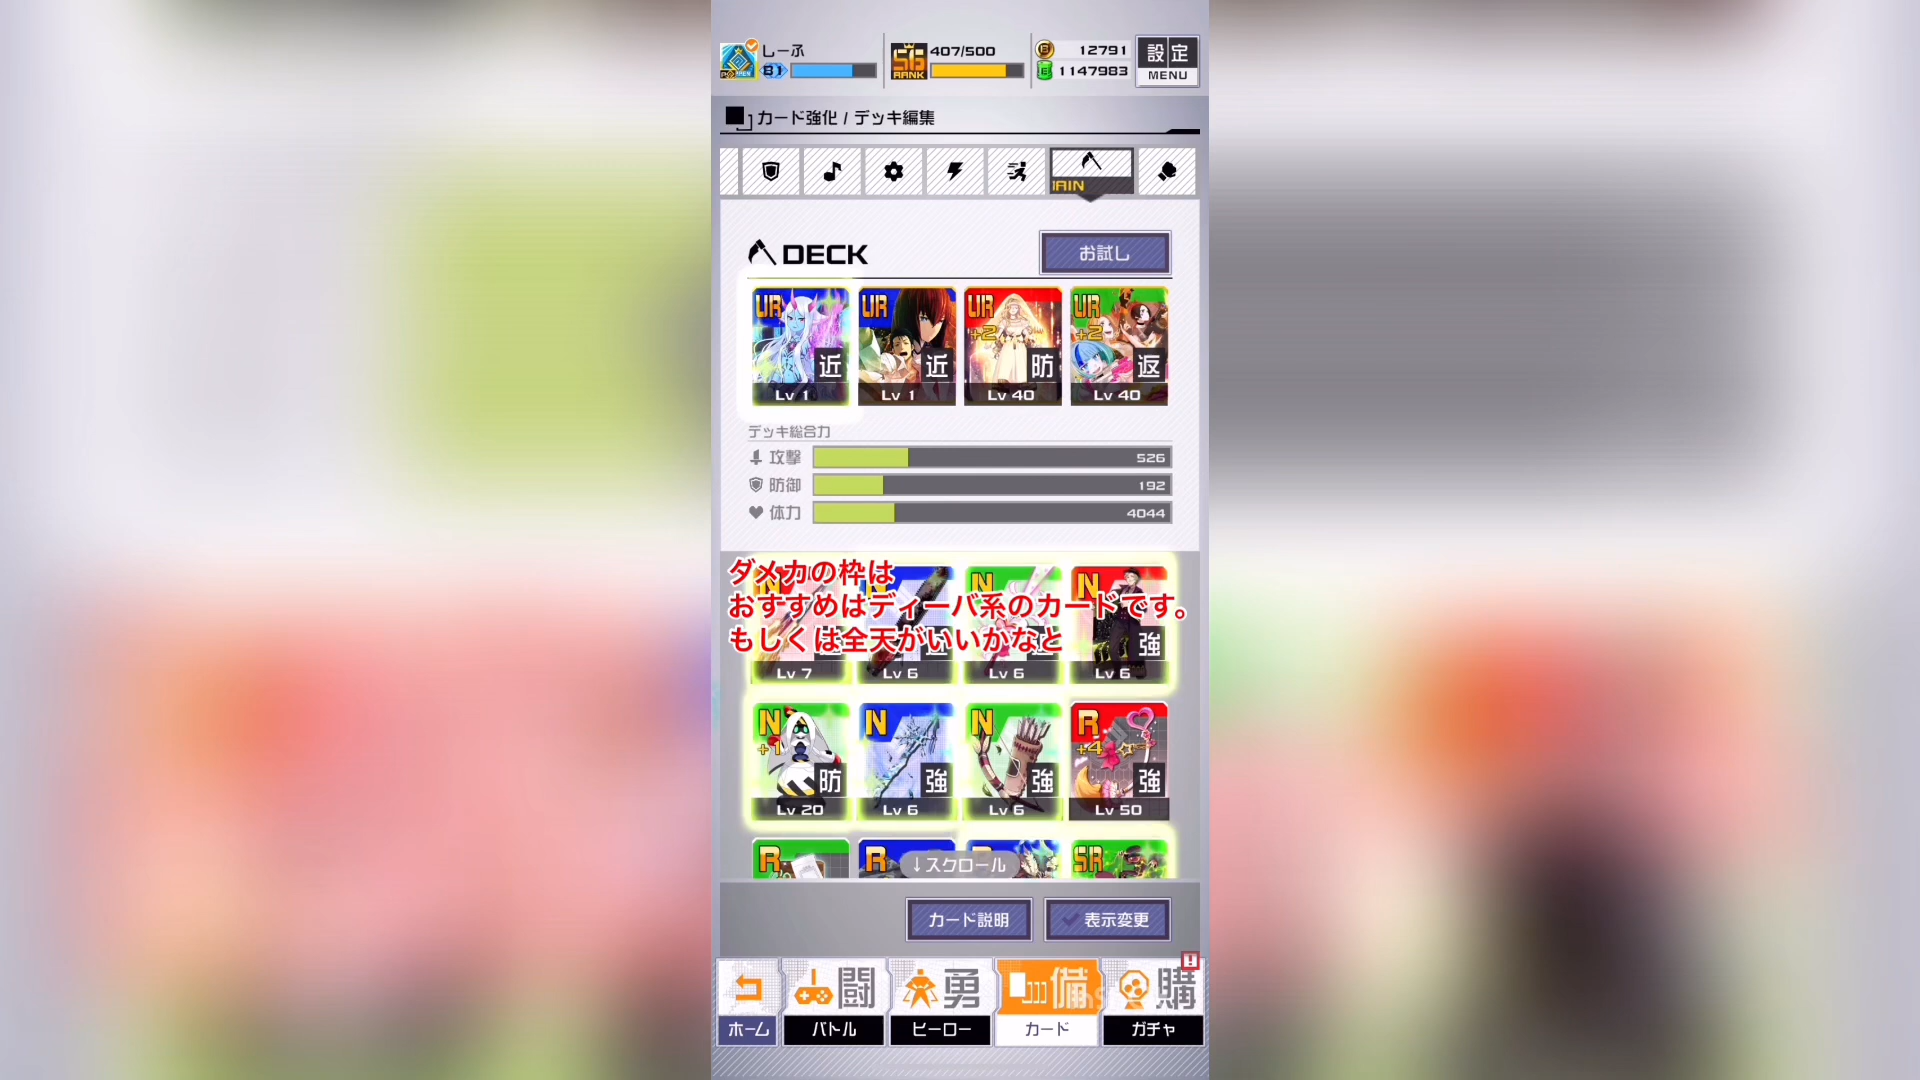 しーふ
B1
S6
RANK
407/500
12791
1147983
設定
MENU
カード強化 / デッキ編集
DECK
お試し
UR
近
Lv 1
UR
近
Lv 1
UR
+2
防
Lv 40
UR
+2
返
Lv 40
デッキ総合力
攻撃
526
防御
192
体力
4044
ダメカの枠は
おすすめはディーバ系のカードです。
もしくは全天がいいかなと
N
N
N
強
Lv 7
Lv 6
Lv 6
Lv 6
N
+1
防
Lv 20
N
強
Lv 6
N
強
Lv 6
R
+4
強
Lv 50
R
R
SR
↓スクロール
カード説明
表示変更
闘
勇
備
購
ホーム
バトル
ヒーロー
カード
ガチャ